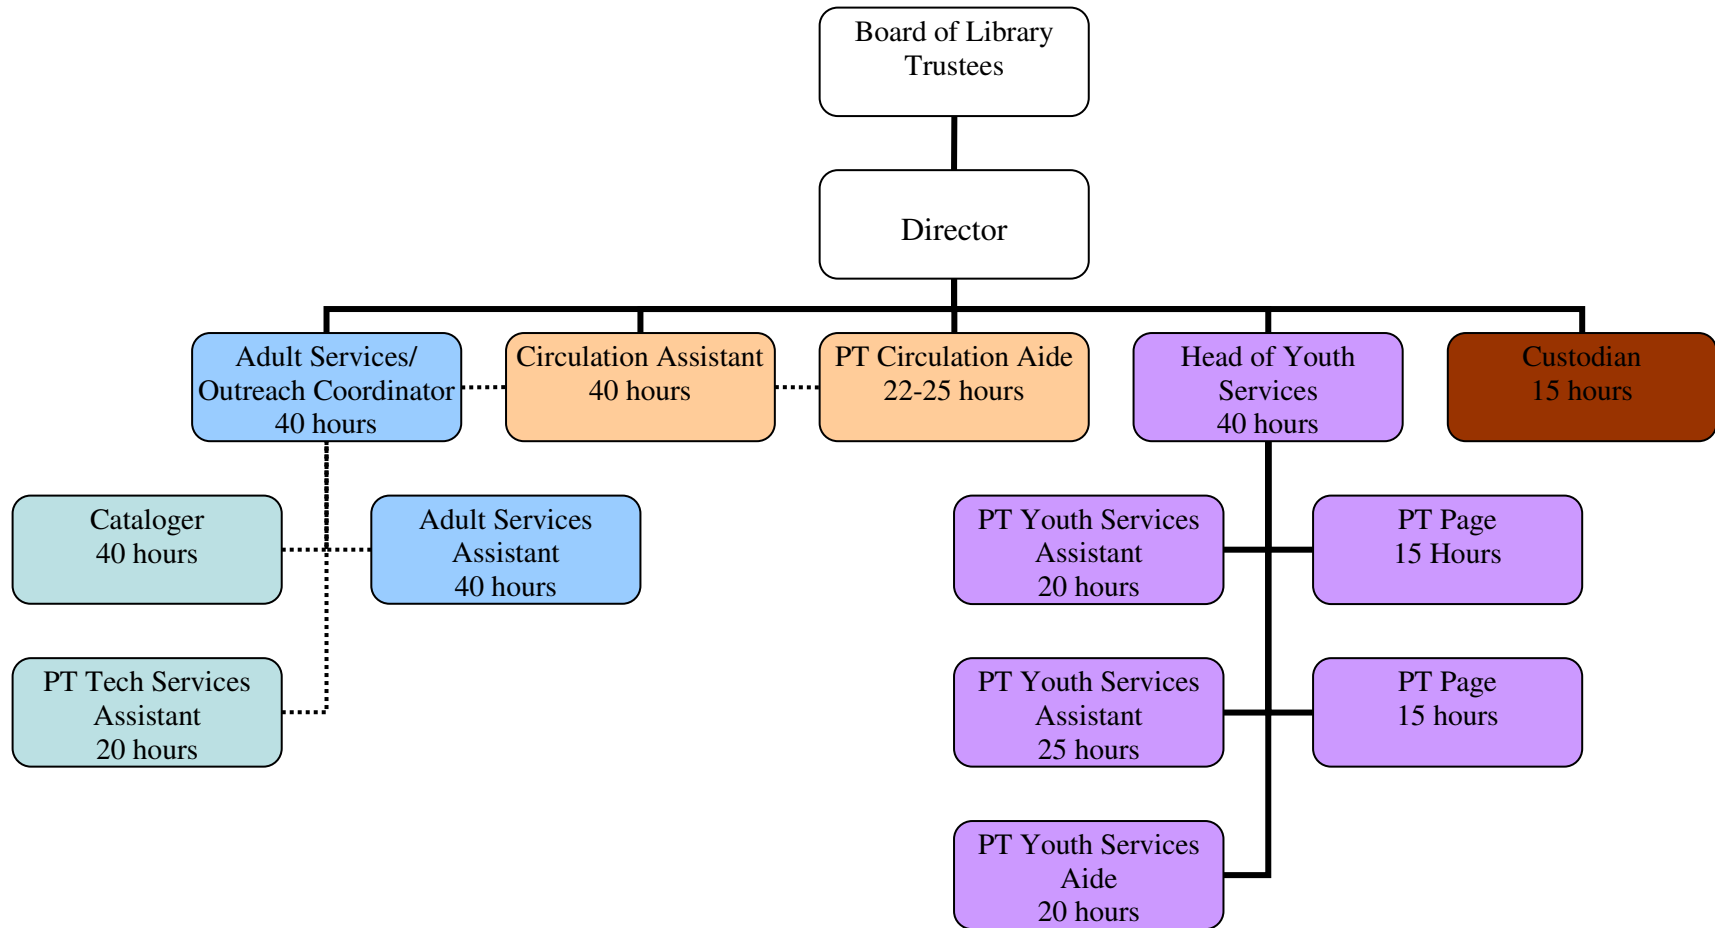 Board of Library
Trustees
Director
Adult Services/
Outreach Coordinator
40 hours
Circulation Assistant
40 hours
PT Circulation Aide
22-25 hours
Head of Youth
Services
40 hours
Custodian
15 hours
Cataloger
40 hours
Adult Services
Assistant
40 hours
PT Youth Services
Assistant
20 hours
PT Page
15 Hours
PT Tech Services
Assistant
20 hours
PT Youth Services
Assistant
25 hours
PT Page
15 hours
PT Youth Services
Aide
20 hours